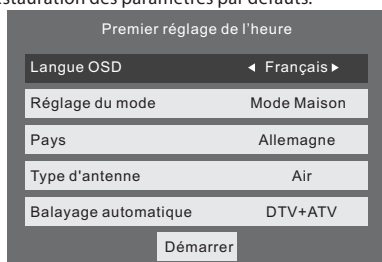 restauration des paramètres par défauts.
Premier réglage de l'heure
Langue OSD ◄ Français ►
Réglage du mode Mode Maison
Pays Allemagne
Type d'antenne Air
Balayage automatique DTV+ATV
Démarrer